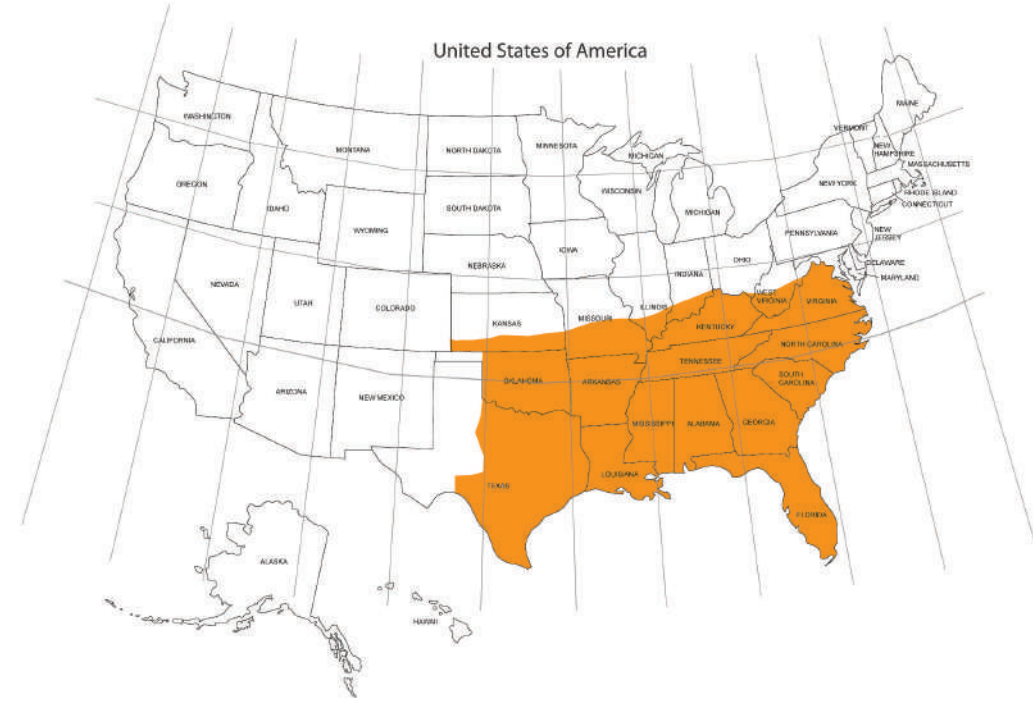 United States of America
WASHINGTON
MONTANA
NORTH DAKOTA
MINNESOTA
MICHIGAN
VERMONT
MAINE
NEW
HAMPSHIRE
MASSACHUSETTS
OREGON
IDAHO
SOUTH DAKOTA
WISCONSIN
MICHIGAN
NEW YORK
RHODE ISLAND
CONNECTICUT
WYOMING
IOWA
PENNSYLVANIA
NEW
JERSEY
NEBRASKA
INDIANA
OHIO
DELAWARE
MARYLAND
NEVADA
UTAH
COLORADO
KANSAS
MISSOURI
ILLINOIS
WEST
VIRGINIA
VIRGINIA
KENTUCKY
CALIFORNIA
NORTH CAROLINA
TENNESSEE
ARIZONA
NEW MEXICO
OKLAHOMA
ARKANSAS
SOUTH
CAROLINA
MISSISSIPPI
ALABAMA
GEORGIA
TEXAS
LOUISIANA
FLORIDA
ALASKA
HAWAII